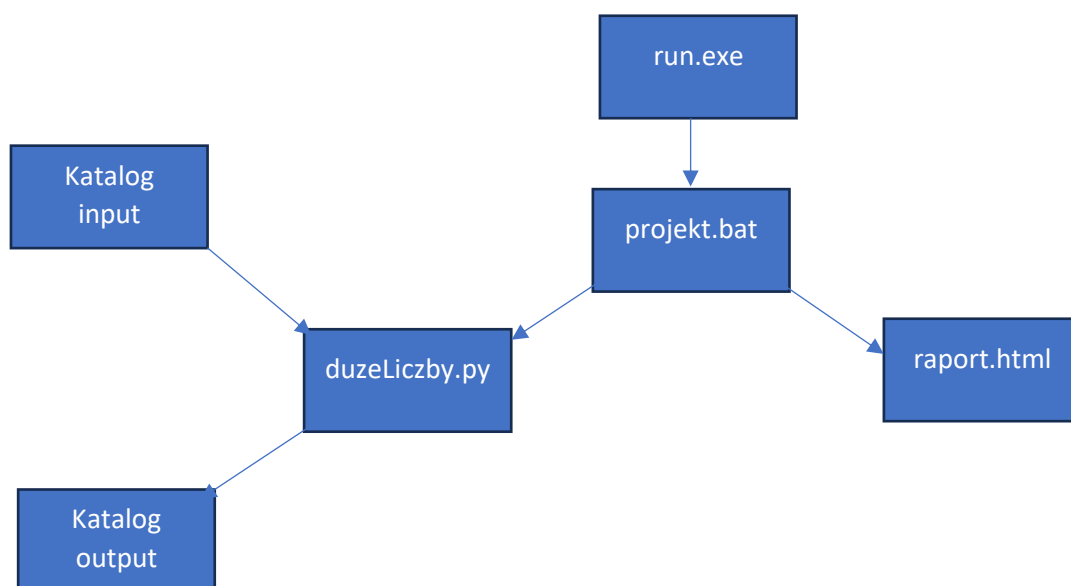 run.exe
Katalog
input
projekt.bat
duzeLiczby.py
raport.html
Katalog
output